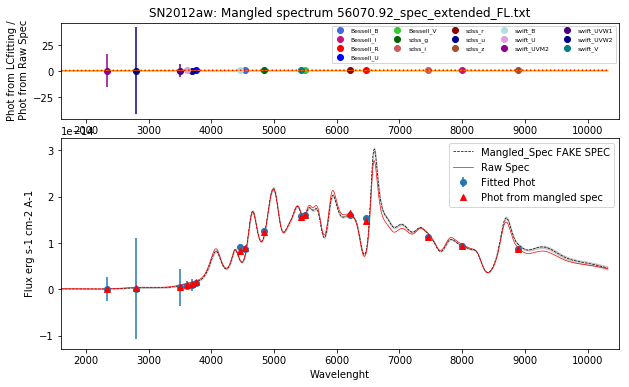 SN2012aw: Mangled spectrum 56070.92_spec_extended_FL.txt
Phot from LCfitting /
Phot from Raw Spec
25
0
−25
Bessell_B
Bessell_I
Bessell_R
Bessell_U
Bessell_V
sdss_g
sdss_i
sdss_r
sdss_u
sdss_z
swift_B
swift_U
swift_UVM2
swift_UVW1
swift_UVW2
swift_V
2000 3000 4000 5000 6000 7000 8000 9000 10000
1e−14
Flux erg s-1 cm-2 A-1
3
2
1
0
−1
Mangled_Spec FAKE SPEC
Raw Spec
Fitted Phot
Phot from mangled spec
2000 3000 4000 5000 6000 7000 8000 9000 10000
Wavelenght